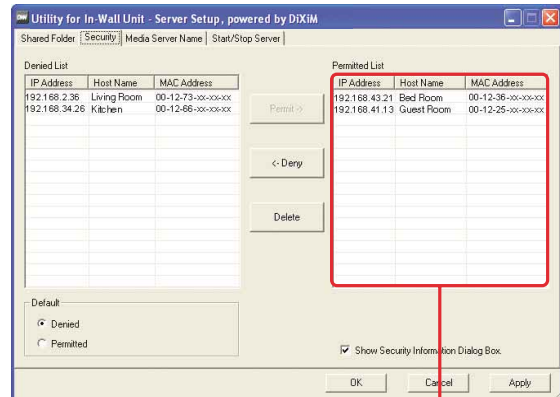 Utility for In-Wall Unit - Server Setup, powered by DiXiM
Shared Folder Security Media Server Name Start/Stop Server
Denied List
IP Address Host Name MAC Address
192.168.2.36 Living Room 00-12-73-xx-xx-xx
192.168.34.26 Kitchen 00-12-66-xx-xx-xx
Permit ->
<- Deny
Delete
Permitted List
IP Address Host Name MAC Address
192.168.43.21 Bed Room 00-12-36-xx-xx-xx
192.168.41.13 Guest Room 00-12-25-xx-xx-xx
Default
Denied
Permitted
Show Security Information Dialog Box.
OK Cancel Apply